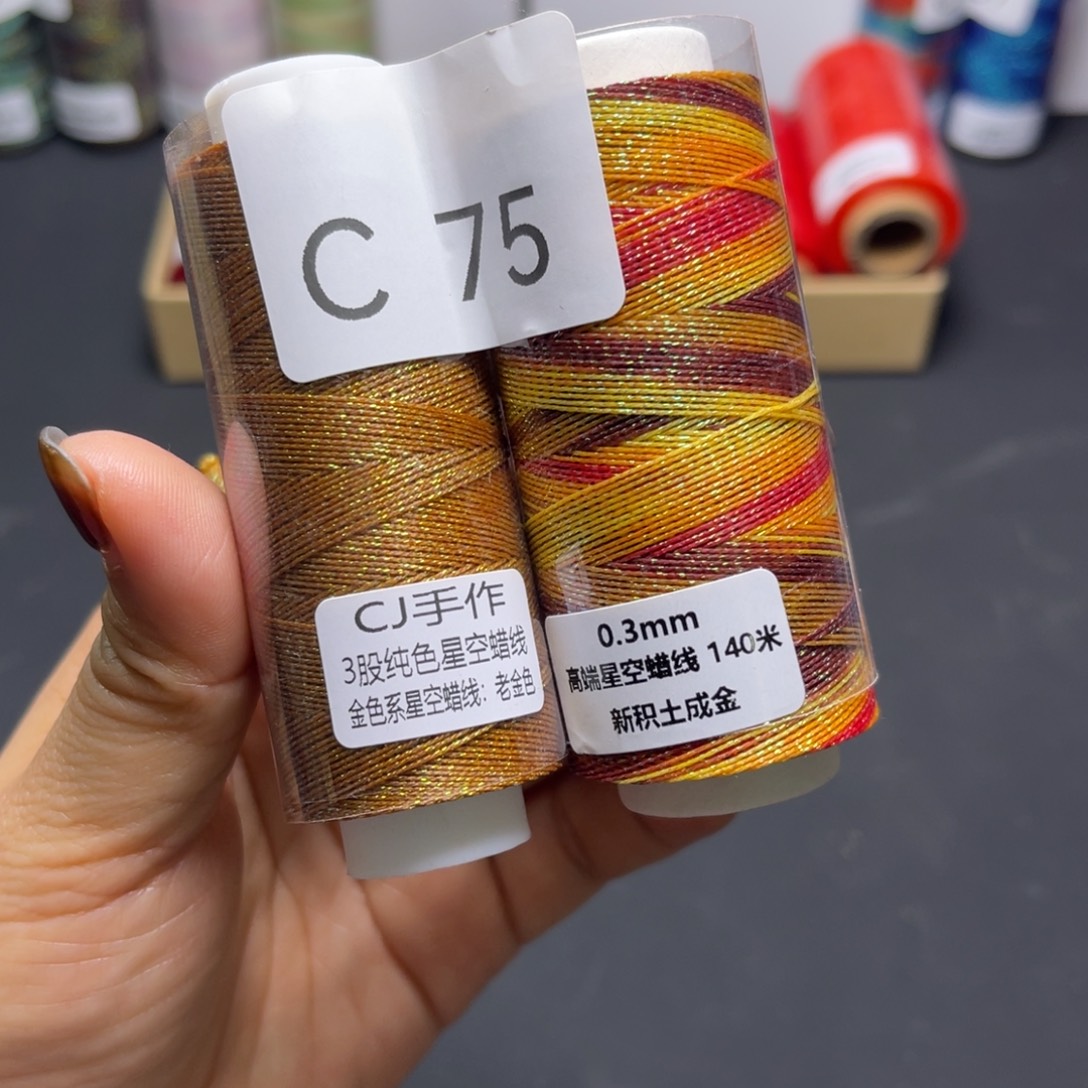 C 75
CJ手作
3股纯色星空蜡线
金色系星空蜡线：老金色
0.3mm
高端星空蜡线 140米
新积土成金